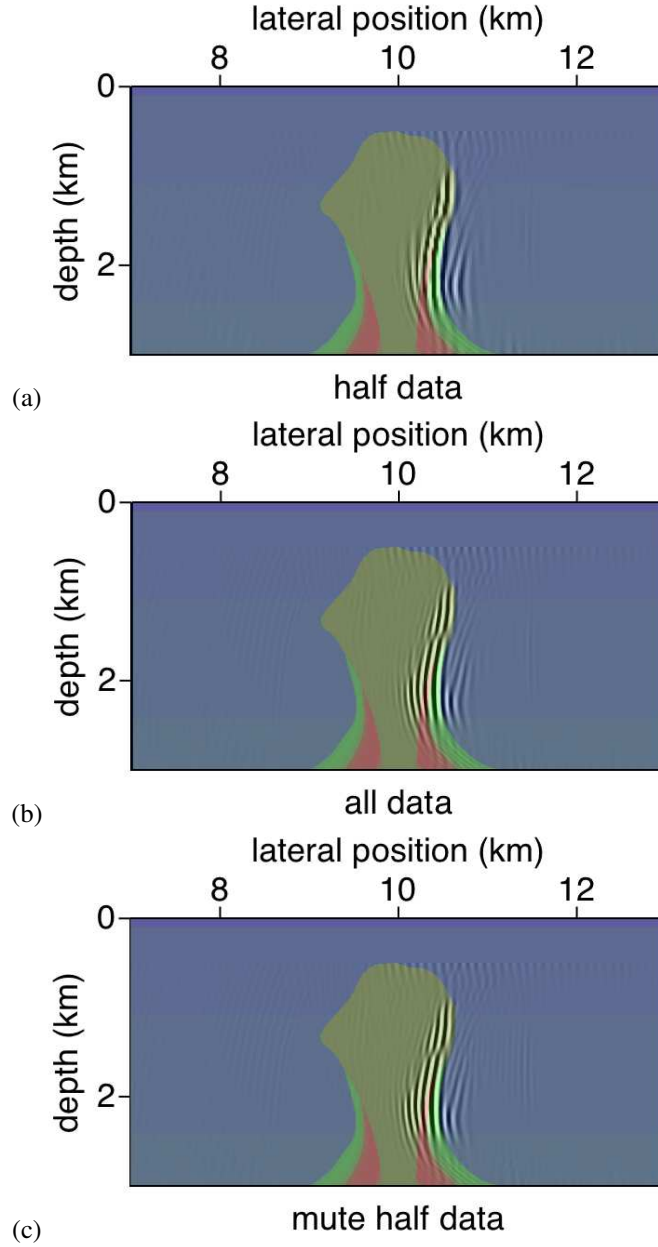 lateral position (km)
8 10 12
0
depth (km)
2
(a)
half data
lateral position (km)
8 10 12
0
depth (km)
2
(b)
all data
lateral position (km)
8 10 12
0
depth (km)
2
(c)
mute half data